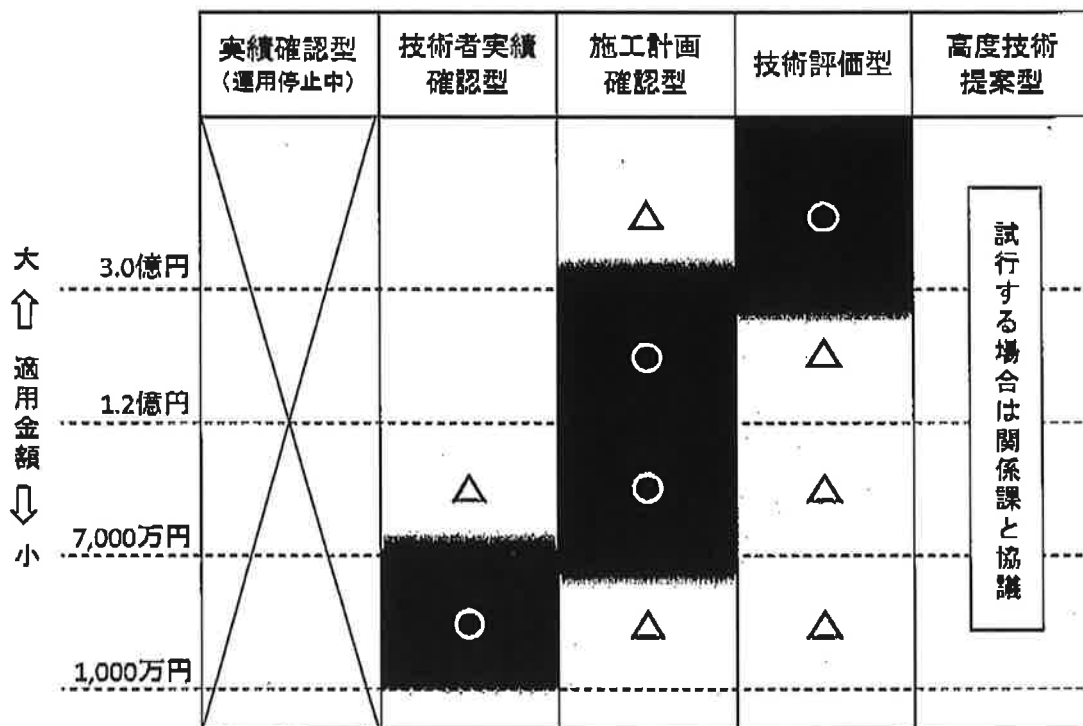 実績確認型
(運用停止中)
技術者実績
確認型
施工計画
確認型
技術評価型
高度技術
提案型
大
⇧
適用金額
⇩
小
3.0億円
1.2億円
7,000万円
1,000万円
△
○
○
△
△
○
△
○
△
△
試行する場合は関係課と協議